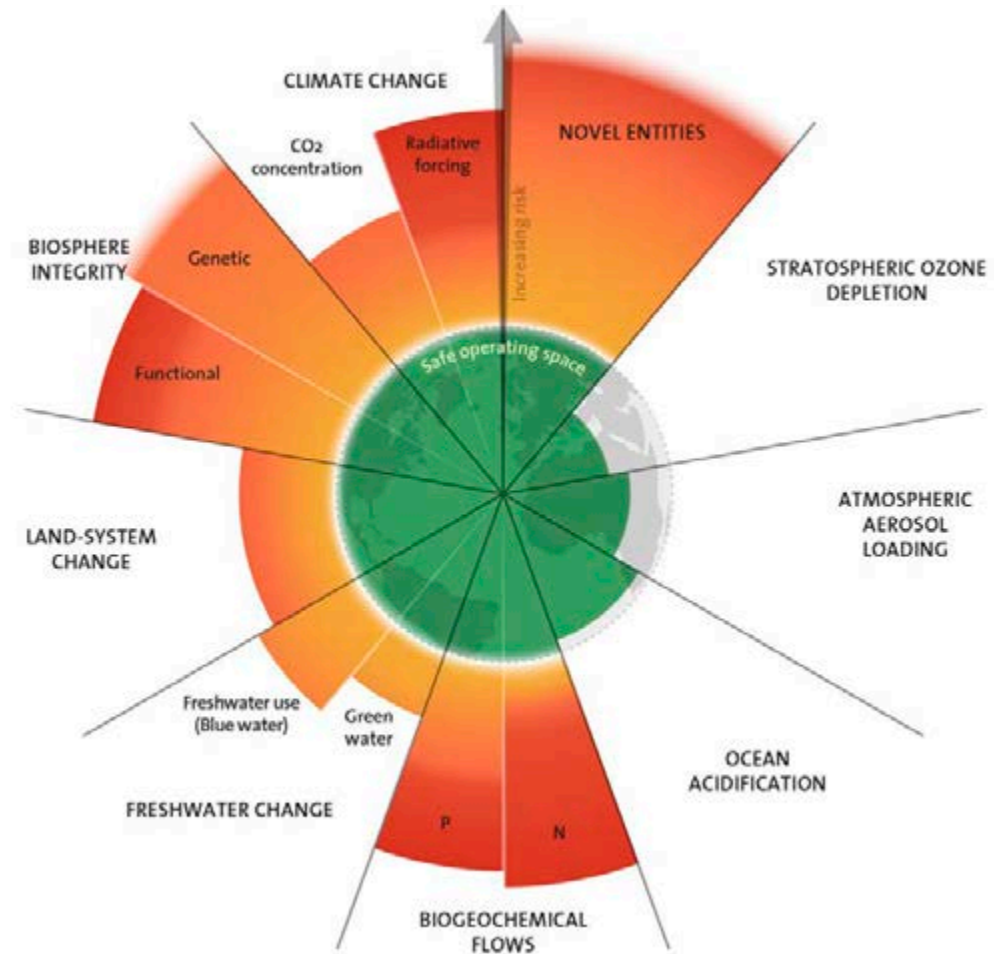 CLIMATE CHANGE
CO2
concentration
Radiative
forcing
NOVEL ENTITIES
Increasing risk
BIOSPHERE
INTEGRITY
Genetic
Functional
STRATOSPHERIC OZONE
DEPLETION
Safe operating space
LAND-SYSTEM
CHANGE
ATMOSPHERIC
AEROSOL
LOADING
Freshwater use
(Blue water)
Green
water
FRESHWATER CHANGE
P
N
OCEAN
ACIDIFICATION
BIOGEOCHEMICAL
FLOWS